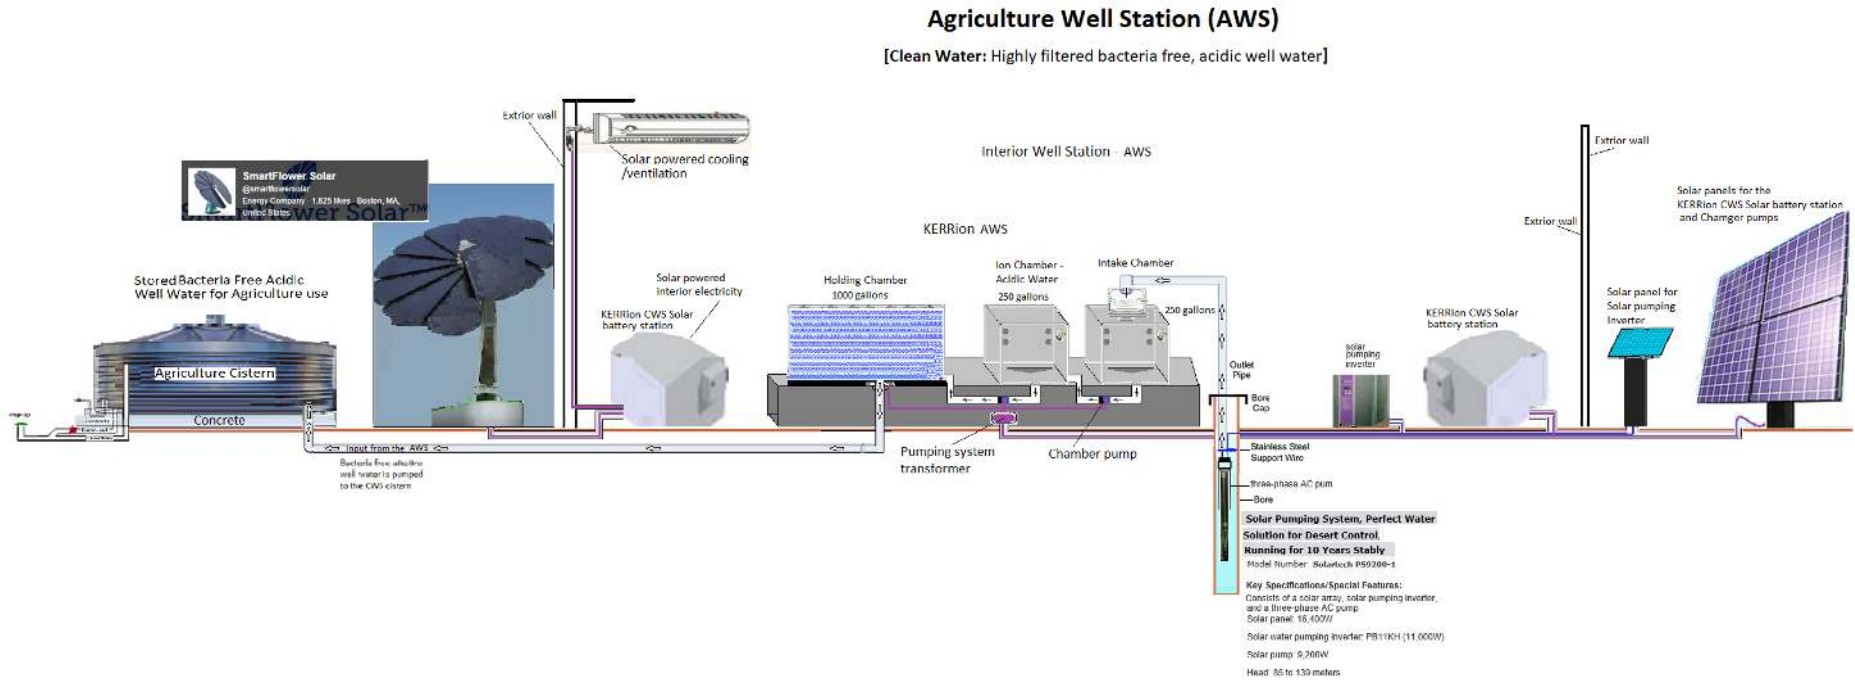 Agriculture Well Station (AWS)
[Clean Water: Highly filtered bacteria free, acidic well water]
Extrior wall
Solar powered cooling
/ventilation
Interior Well Station - AWS
Extrior wall
SmartFlower Solar
@smartflowersolar
Energy Company · 1,825 likes · Boston, MA,
United States
SmartFlower Solar™
Solar panels for the
KERRion CWS Solar battery station
and Chamger pumps
Extrior wall
KERRion AWS
Stored Bacteria Free Acidic
Well Water for Agriculture use
Solar powered
interior electricity
Holding Chamber
1000 gallons
Ion Chamber -
Acidic Water
250 gallons
Intake Chamber
250 gallons
KERRion CWS Solar
battery station
KERRion CWS Solar
battery station
Solar panel for
Solar pumping
Inverter
solar
pumping
inverter
Agriculture Cistern
Concrete
Outlet
Pipe
Bore
Cap
Input from the AWS
Bacteria free alkaline
well water is pumped
to the CWS cistern
Pumping system
transformer
Chamber pump
Stainless Steel
Support Wire
three-phase AC pum
Bore
Solar Pumping System, Perfect Water
Solution for Desert Control,
Running for 10 Years Stably
Model Number Solartech PS9200-1
Key Specifications/Special Features:
Consists of a solar array, solar pumping inverter,
and a three-phase AC pump
Solar panel: 16,400W
Solar water pumping inverter: PB11KH (11,000W)
Solar pump: 9,200W
Head: 85 to 139 meters